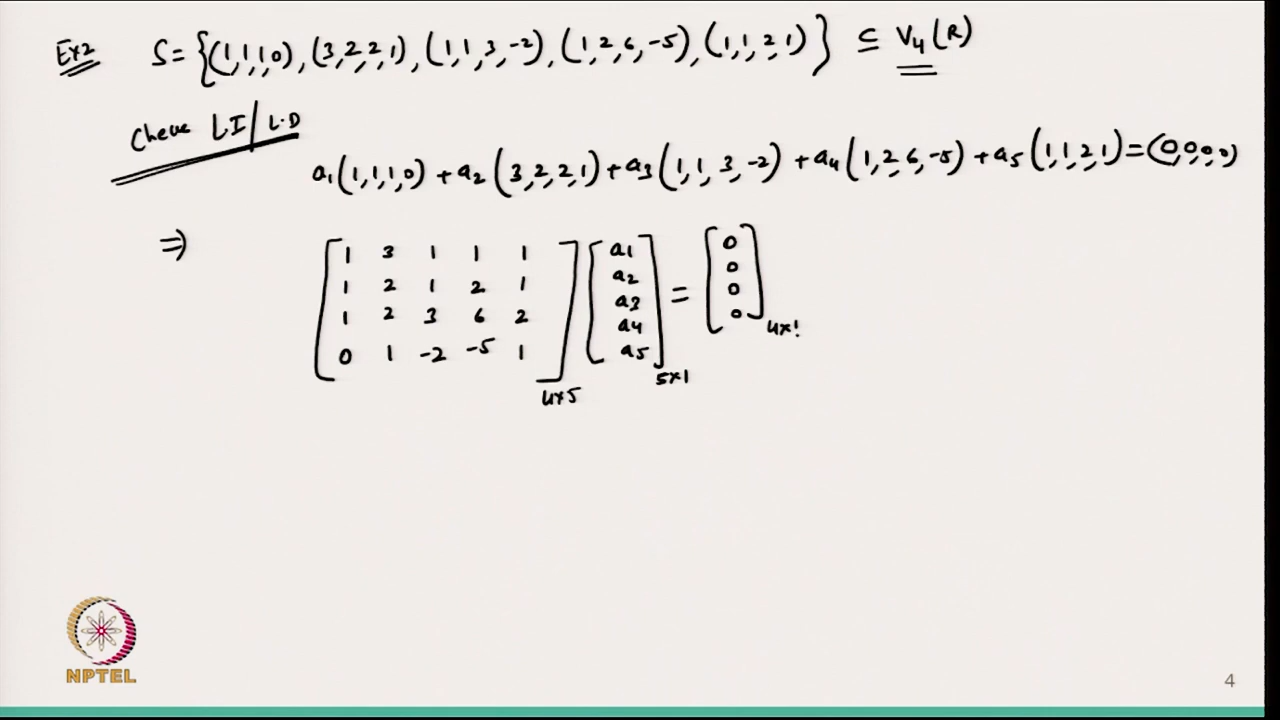 Ex2 S = {(1,1,1,0), (3,2,2,1), (1,1,3,-2), (1,2,6,-5), (1,1,2,1)} ⊆ V4(R)
Check LI/L.D
a1(1,1,1,0) + a2(3,2,2,1) + a3(1,1,3,-2) + a4(1,2,6,-5) + a5(1,1,2,1) = (0,0,0,0)
⇒ [1 3 1 1 1] [a1] = [0]
[1 2 1 2 1] [a2] [0]
[1 2 3 6 2] [a3] [0]
[0 1 -2 -5 1] [a4] [0]
[a5]
4×5 5×1 4×1
NPTEL
4